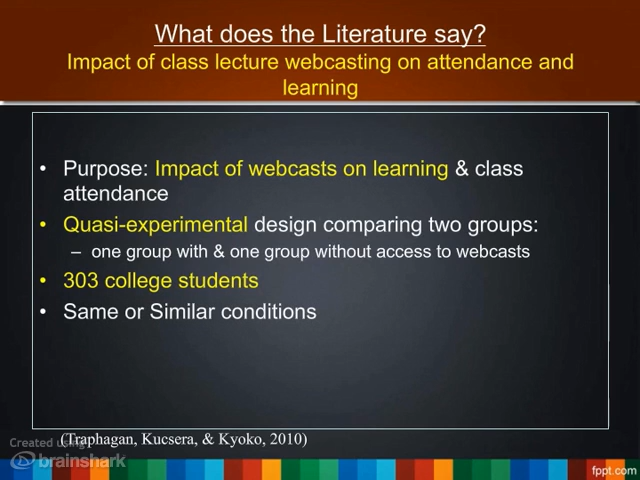 What does the Literature say?
Impact of class lecture webcasting on attendance and
learning
• Purpose: Impact of webcasts on learning & class
attendance
• Quasi-experimental design comparing two groups:
– one group with & one group without access to webcasts
• 303 college students
• Same or Similar conditions
(Traphagan, Kucsera, & Kyoko, 2010)
Created using
brainshark
fppt.com